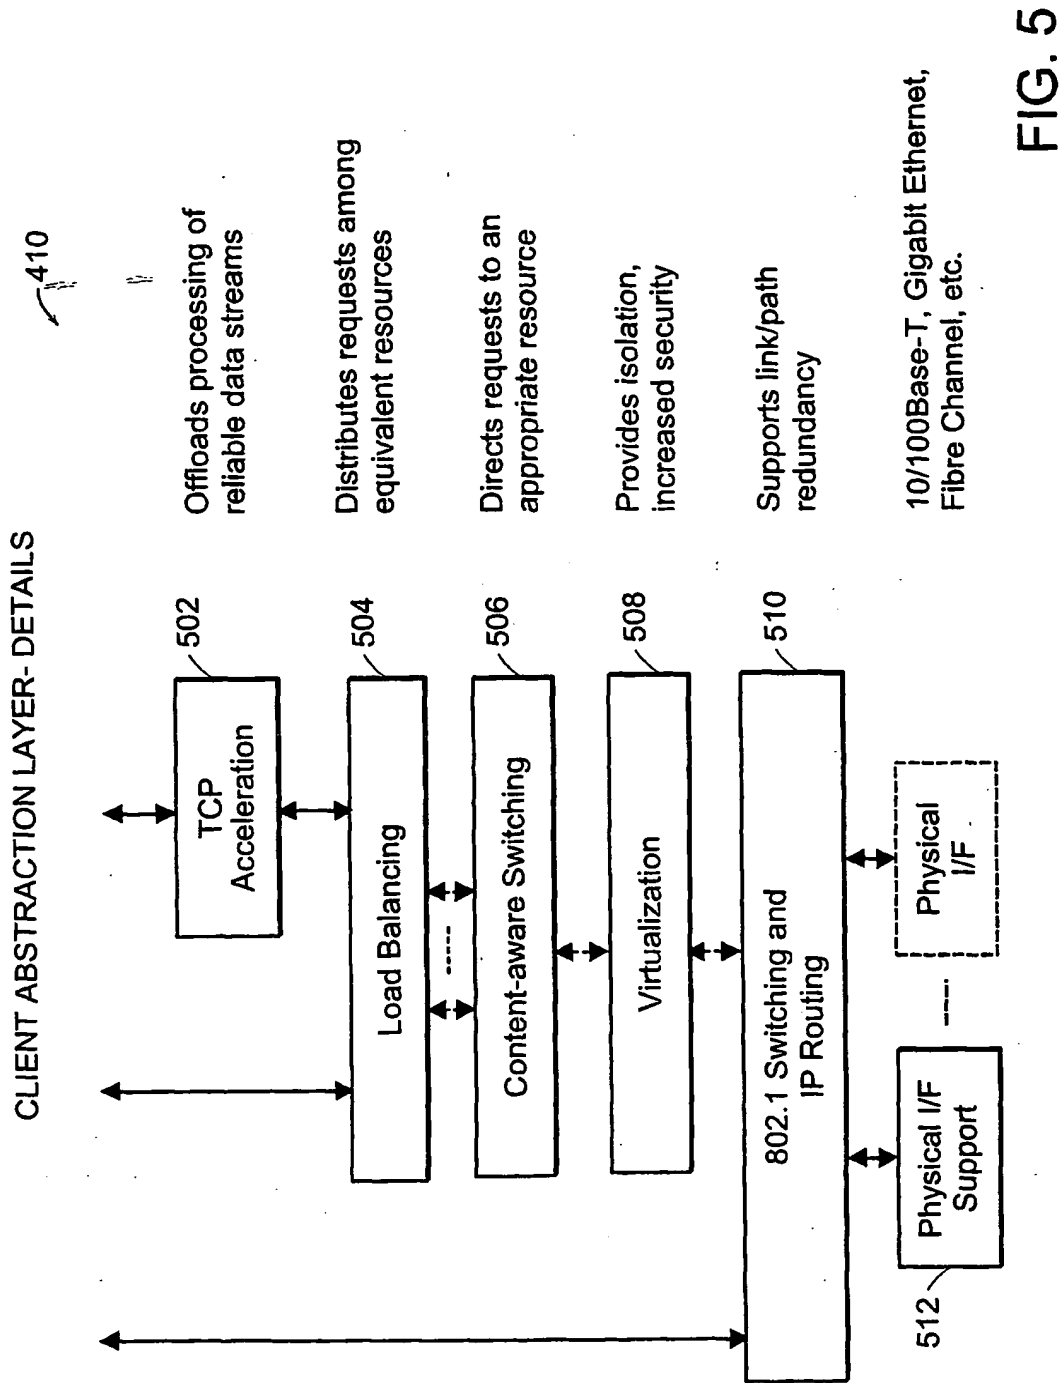 CLIENT ABSTRACTION LAYER- DETAILS
410
TCP
Acceleration
502
Offloads processing of
reliable data streams
Load Balancing
504
Distributes requests among
equivalent resources
Content-aware Switching
506
Directs requests to an
appropriate resource
Virtualization
508
Provides isolation,
increased security
802.1 Switching and
IP Routing
510
Supports link/path
redundancy
512
Physical I/F
Support
Physical
I/F
10/100Base-T, Gigabit Ethernet,
Fibre Channel, etc.
FIG. 5